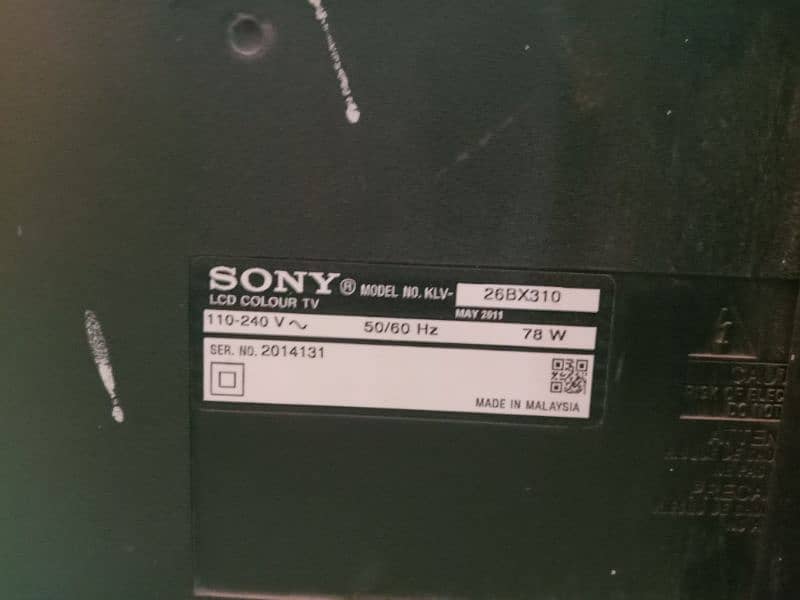 SONY® MODEL NO. KLV- 26BX310
LCD COLOUR TV MAY 2011
110-240 V~ 50/60 Hz 78 W
SER. NO. 2014131
MADE IN MALAYSIA